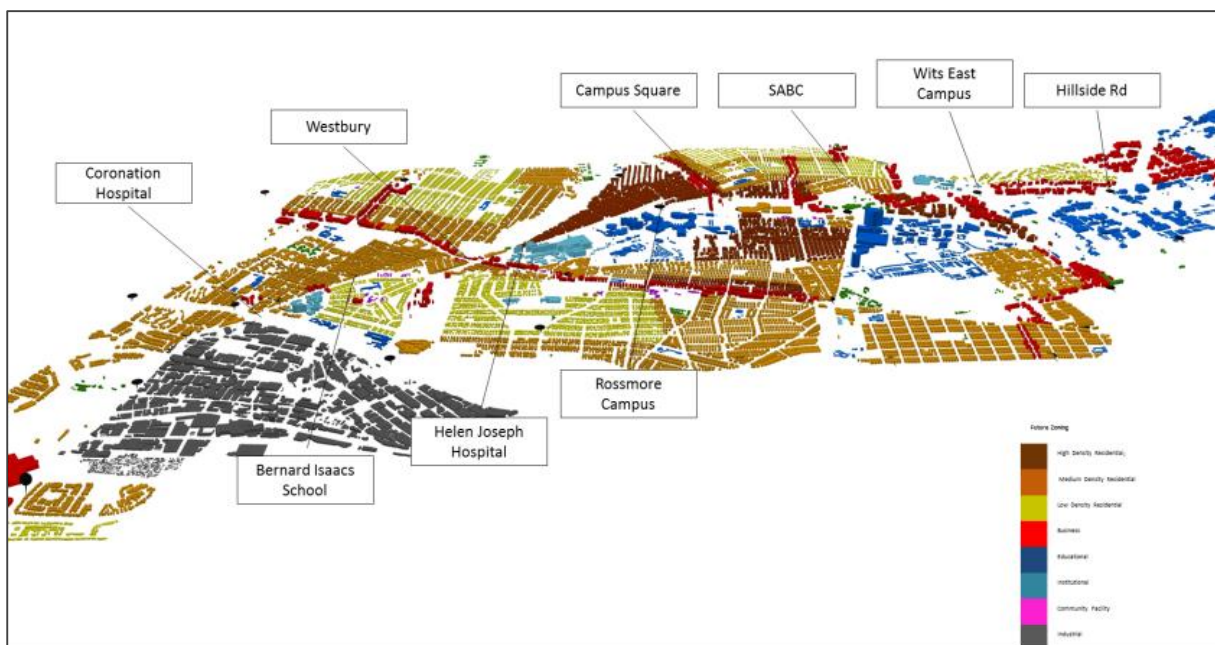 Campus Square
SABC
Wits East
Campus
Hillside Rd
Westbury
Coronation
Hospital
Rossmore
Campus
Helen Joseph
Hospital
Bernard Isaacs
School
Future Zoning
High Density Residential
Medium Density Residential
Low Density Residential
Business
Educational
Institutional
Community Facility
Industrial